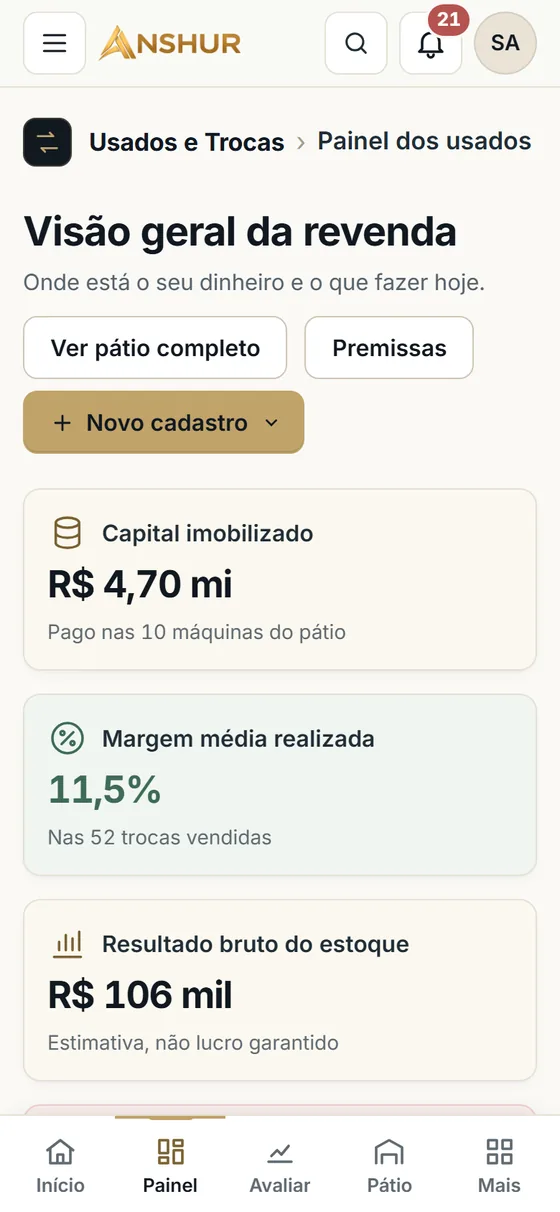 ANSHUR
21
SA
Usados e Trocas › Painel dos usados
Visão geral da revenda
Onde está o seu dinheiro e o que fazer hoje.
Ver pátio completo
Premissas
+ Novo cadastro
Capital imobilizado
R$ 4,70 mi
Pago nas 10 máquinas do pátio
Margem média realizada
11,5%
Nas 52 trocas vendidas
Resultado bruto do estoque
R$ 106 mil
Estimativa, não lucro garantido
Início
Painel
Avaliar
Pátio
Mais